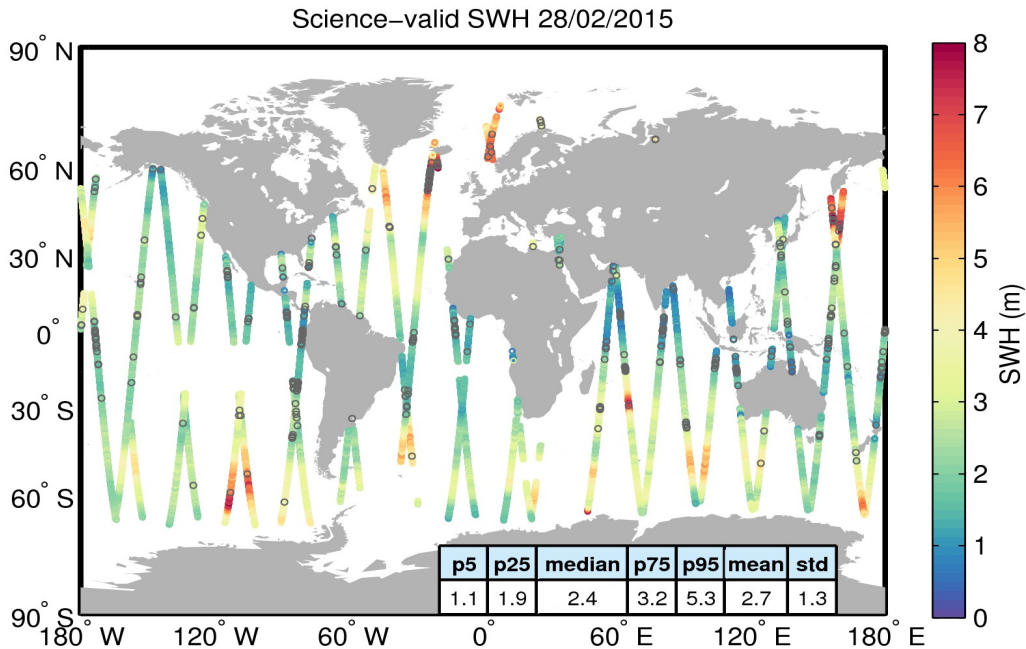 Science−valid SWH 28/02/2015
90° N
60° N
30° N
0°
30° S
60° S
90° S
180° W
120° W
60° W
0°
60° E
120° E
180° E
p5 p25 median p75 p95 mean std
1.1 1.9 2.4 3.2 5.3 2.7 1.3
8
7
6
5
4
3
2
1
0
SWH (m)